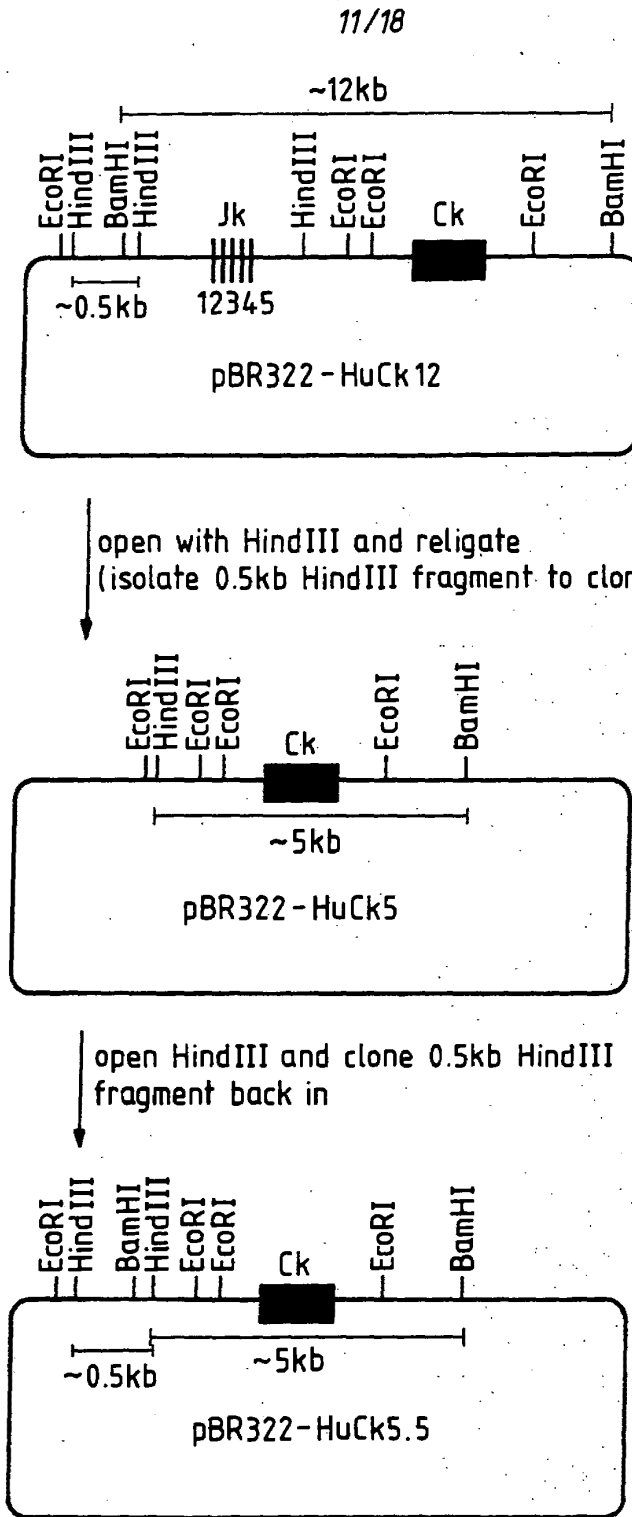 11/18
~12kb
EcoRI HindIII BamHI HindIII Jk HindIII EcoRI EcoRI Ck EcoRI BamHI
~0.5kb 12345
pBR322-HuCk12
open with HindIII and religate
(isolate 0.5kb HindIII fragment to clon
EcoRI HindIII EcoRI EcoRI Ck EcoRI BamHI
~5kb
pBR322-HuCk5
open HindIII and clone 0.5kb HindIII
fragment back in
EcoRI HindIII BamHI HindIII EcoRI EcoRI Ck EcoRI BamHI
~0.5kb ~5kb
pBR322-HuCk5.5